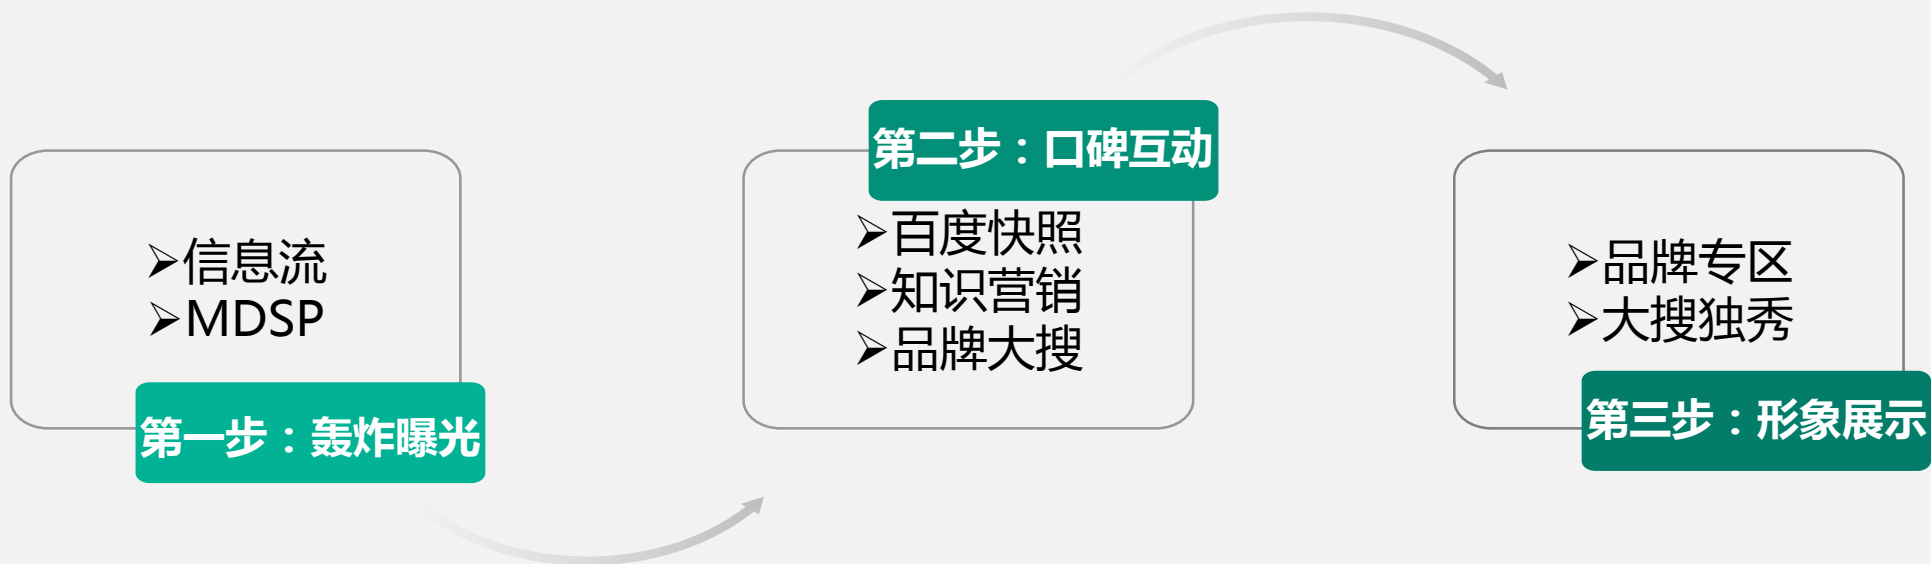 ➢信息流
➢MDSP
第一步：轰炸曝光
第二步：口碑互动
➢百度快照
➢知识营销
➢品牌大搜
➢品牌专区
➢大搜独秀
第三步：形象展示